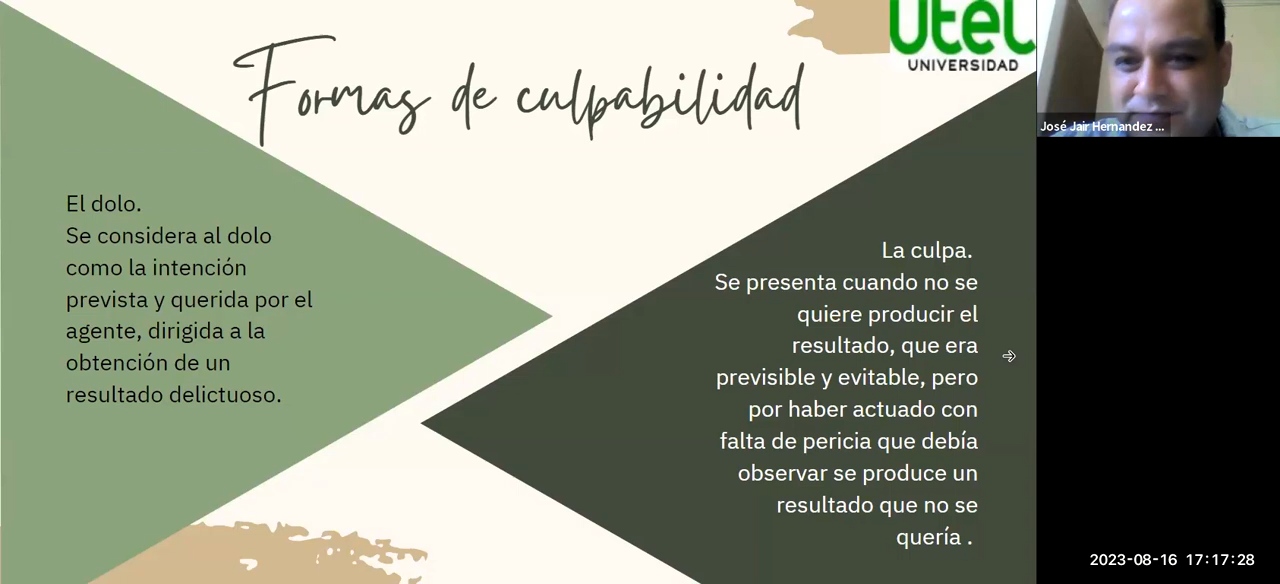 Formas de culpabilidad
utel
UNIVERSIDAD
José Jair Hernandez ...
El dolo.
Se considera al dolo
como la intención
prevista y querida por el
agente, dirigida a la
obtención de un
resultado delictuoso.
La culpa.
Se presenta cuando no se
quiere producir el
resultado, que era
previsible y evitable, pero
por haber actuado con
falta de pericia que debía
observar se produce un
resultado que no se
quería .
2023-08-16 17:17:28